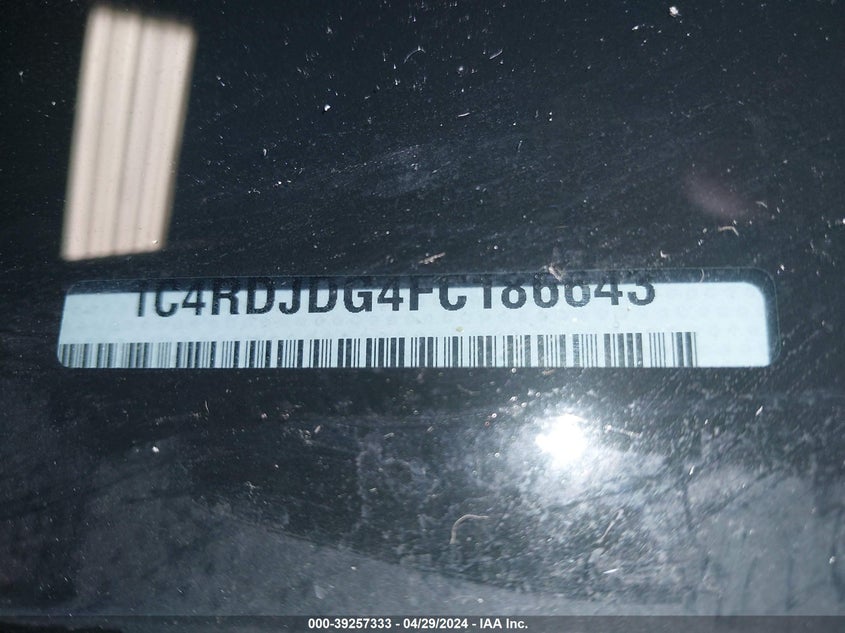 1C4RDJDG4FC186643
000-39257333 - 04/29/2024 - IAA Inc.